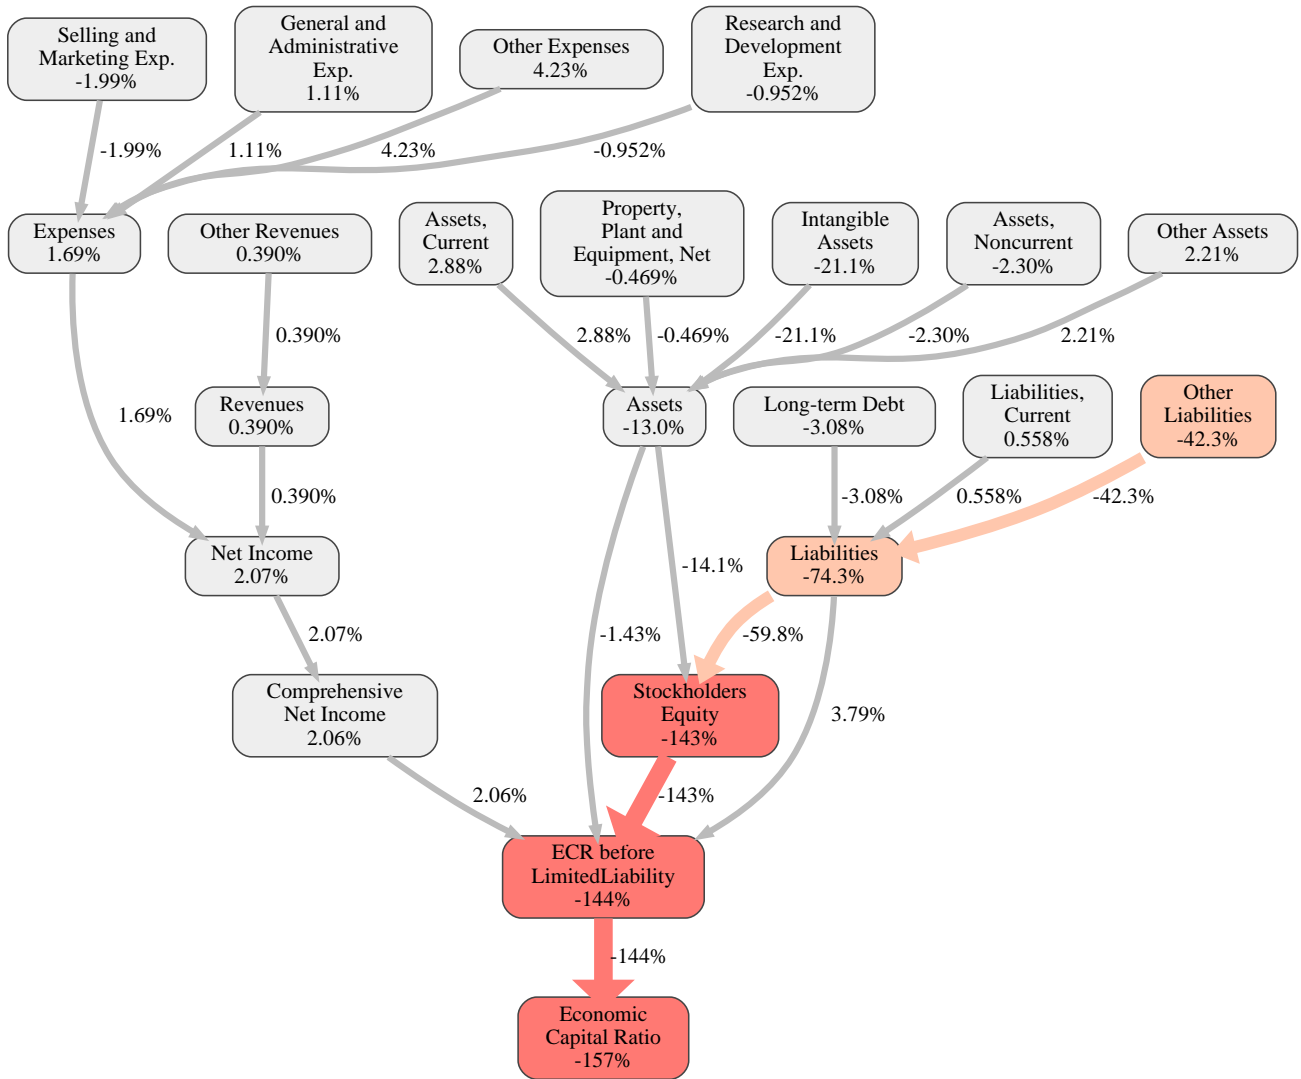 Selling and
Marketing Exp.
-1.99%
General and
Administrative
Exp.
1.11%
Other Expenses
4.23%
Research and
Development
Exp.
-0.952%
-1.99%
1.11%
4.23%
-0.952%
Expenses
1.69%
Other Revenues
0.390%
Assets,
Current
2.88%
Property,
Plant and
Equipment, Net
-0.469%
Intangible
Assets
-21.1%
Assets,
Noncurrent
-2.30%
Other Assets
2.21%
0.390%
2.88%
-0.469%
-21.1%
-2.30%
2.21%
1.69%
Revenues
0.390%
Assets
-13.0%
Long-term Debt
-3.08%
Liabilities,
Current
0.558%
Other
Liabilities
-42.3%
0.390%
-3.08%
0.558%
-42.3%
Net Income
2.07%
-14.1%
Liabilities
-74.3%
2.07%
-1.43%
-59.8%
Comprehensive
Net Income
2.06%
Stockholders
Equity
-143%
3.79%
2.06%
-143%
ECR before
LimitedLiability
-144%
-144%
Economic
Capital Ratio
-157%